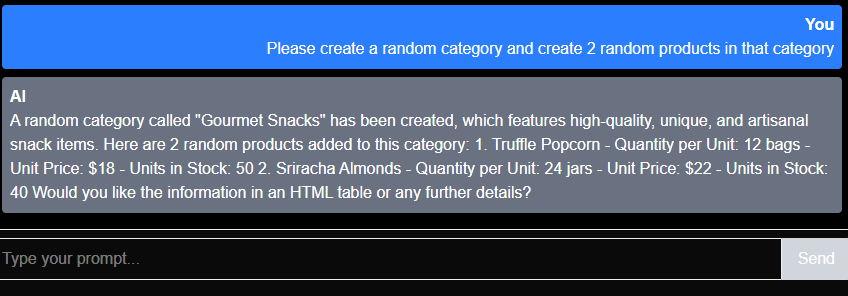 You
Please create a random category and create 2 random products in that category
AI
A random category called "Gourmet Snacks" has been created, which features high-quality, unique, and artisanal
snack items. Here are 2 random products added to this category: 1. Truffle Popcorn - Quantity per Unit: 12 bags -
Unit Price: $18 - Units in Stock: 50 2. Sriracha Almonds - Quantity per Unit: 24 jars - Unit Price: $22 - Units in Stock:
40 Would you like the information in an HTML table or any further details?
Type your prompt...
Send